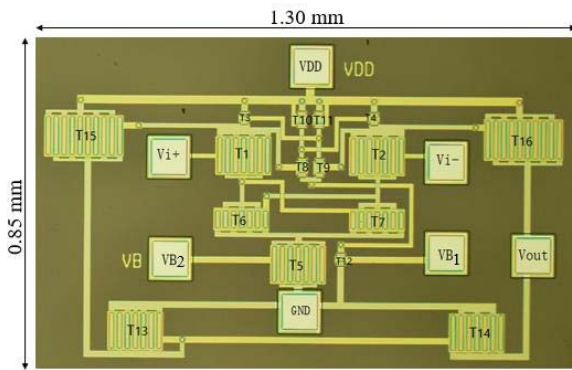 1.30 mm
0.85 mm
VDD
VDD
T3
T10
T11
T4
T15
T16
Vi+
T1
T8
T9
T2
Vi-
T6
T7
VB
VB2
T5
T12
VB1
Vout
GND
T13
T14